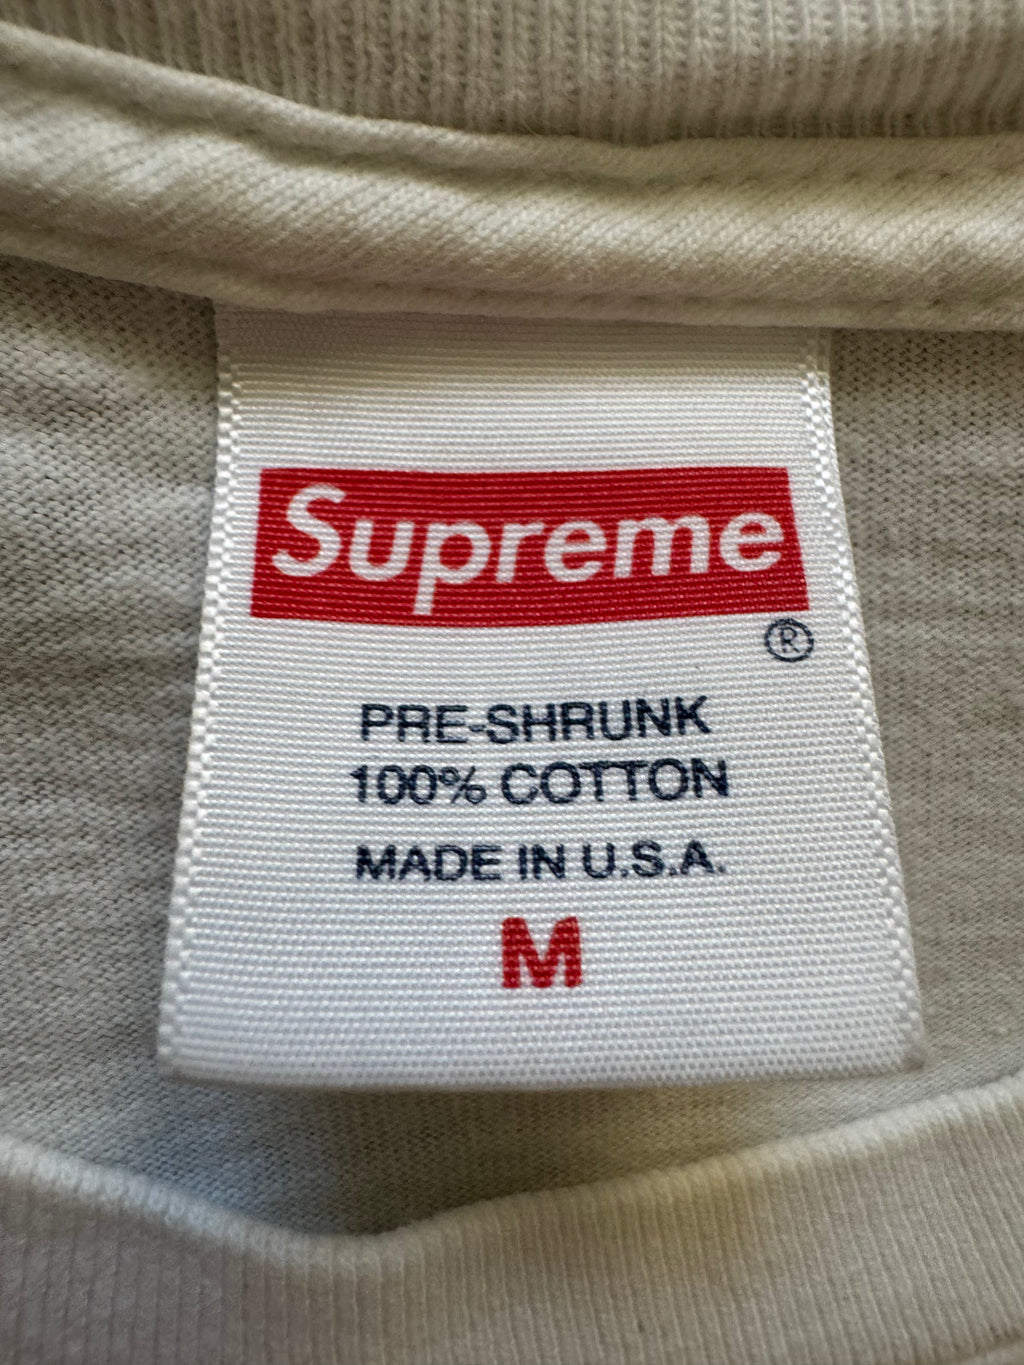 Supreme
®
PRE-SHRUNK
100% COTTON
MADE IN U.S.A.
M